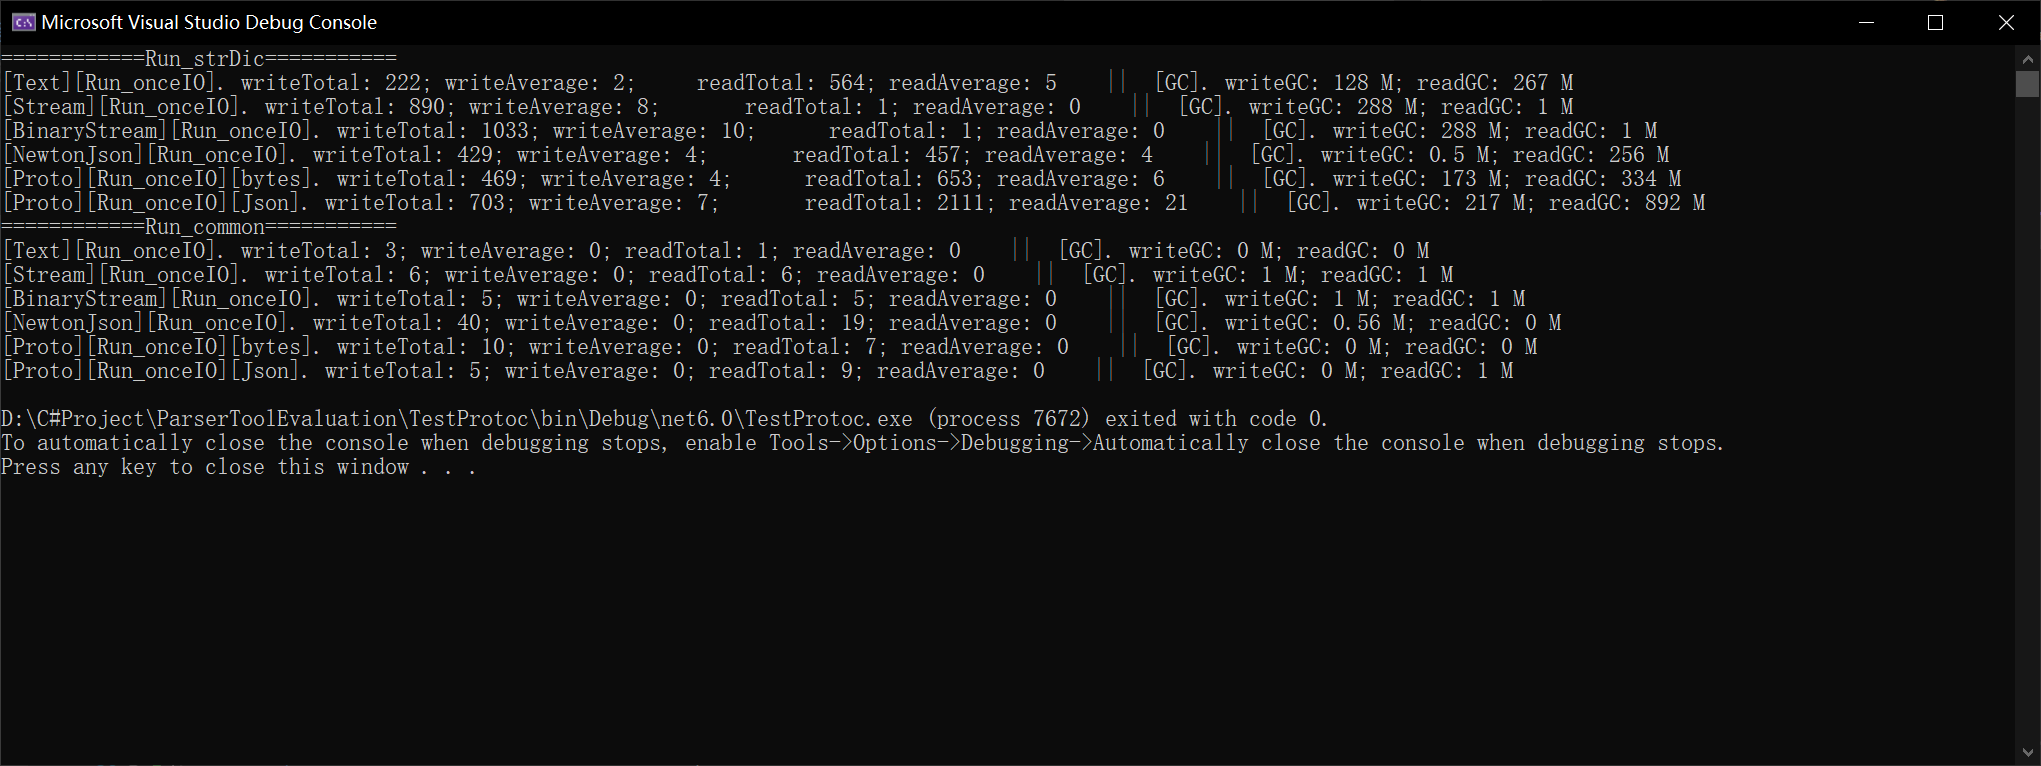 Microsoft Visual Studio Debug Console
============Run_strDic===========
[Text][Run_onceIO]. writeTotal: 222; writeAverage: 2;     readTotal: 564; readAverage: 5    ||  [GC]. writeGC: 128 M; readGC: 267 M
[Stream][Run_onceIO]. writeTotal: 890; writeAverage: 8;       readTotal: 1; readAverage: 0    ||  [GC]. writeGC: 288 M; readGC: 1 M
[BinaryStream][Run_onceIO]. writeTotal: 1033; writeAverage: 10;      readTotal: 1; readAverage: 0    ||  [GC]. writeGC: 288 M; readGC: 1 M
[NewtonJson][Run_onceIO]. writeTotal: 429; writeAverage: 4;       readTotal: 457; readAverage: 4    ||  [GC]. writeGC: 0.5 M; readGC: 256 M
[Proto][Run_onceIO][bytes]. writeTotal: 469; writeAverage: 4;      readTotal: 653; readAverage: 6    ||  [GC]. writeGC: 173 M; readGC: 334 M
[Proto][Run_onceIO][Json]. writeTotal: 703; writeAverage: 7;       readTotal: 2111; readAverage: 21    ||  [GC]. writeGC: 217 M; readGC: 892 M
============Run_common===========
[Text][Run_onceIO]. writeTotal: 3; writeAverage: 0; readTotal: 1; readAverage: 0    ||  [GC]. writeGC: 0 M; readGC: 0 M
[Stream][Run_onceIO]. writeTotal: 6; writeAverage: 0; readTotal: 6; readAverage: 0    ||  [GC]. writeGC: 1 M; readGC: 1 M
[BinaryStream][Run_onceIO]. writeTotal: 5; writeAverage: 0; readTotal: 5; readAverage: 0    ||  [GC]. writeGC: 1 M; readGC: 1 M
[NewtonJson][Run_onceIO]. writeTotal: 40; writeAverage: 0; readTotal: 19; readAverage: 0    ||  [GC]. writeGC: 0.56 M; readGC: 0 M
[Proto][Run_onceIO][bytes]. writeTotal: 10; writeAverage: 0; readTotal: 7; readAverage: 0    ||  [GC]. writeGC: 0 M; readGC: 0 M
[Proto][Run_onceIO][Json]. writeTotal: 5; writeAverage: 0; readTotal: 9; readAverage: 0    ||  [GC]. writeGC: 0 M; readGC: 1 M
D:\C#Project\ParserToolEvaluation\TestProtoc\bin\Debug\net6.0\TestProtoc.exe (process 7672) exited with code 0.
To automatically close the console when debugging stops, enable Tools->Options->Debugging->Automatically close the console when debugging stops.
Press any key to close this window . . .